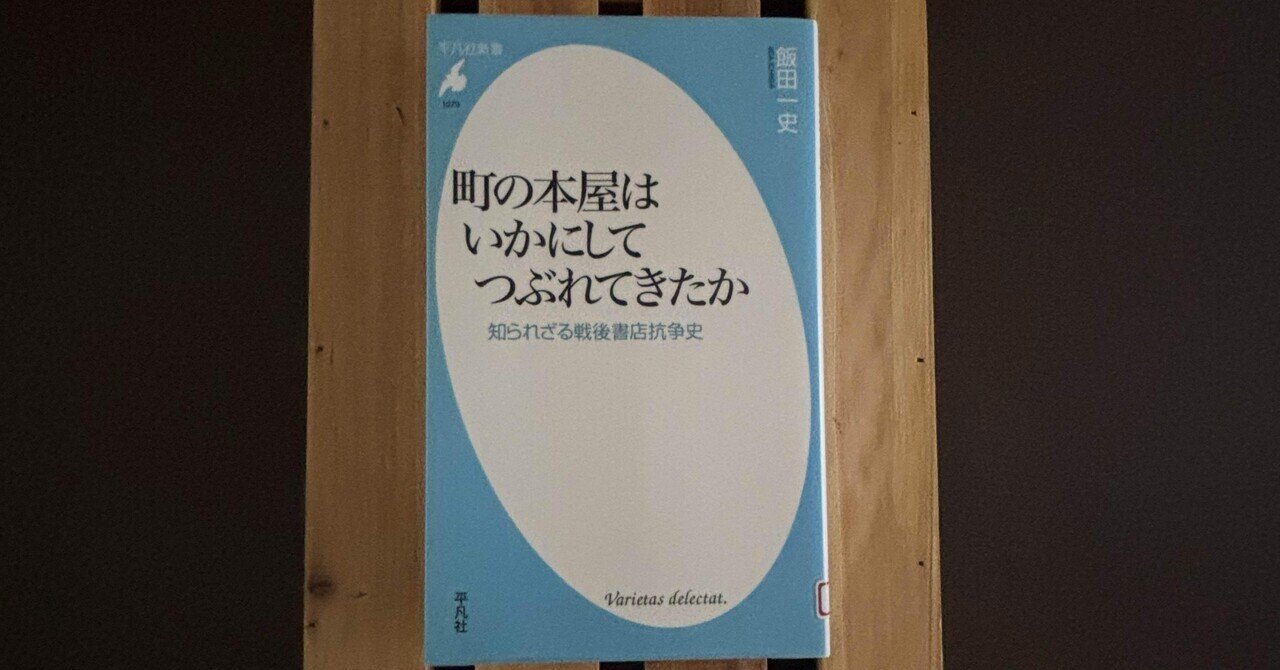 平凡社新書
1079
飯田一史
町の本屋は
いかにして
つぶれてきたか
知られざる戦後書店抗争史
Varietas delectat.
平凡社